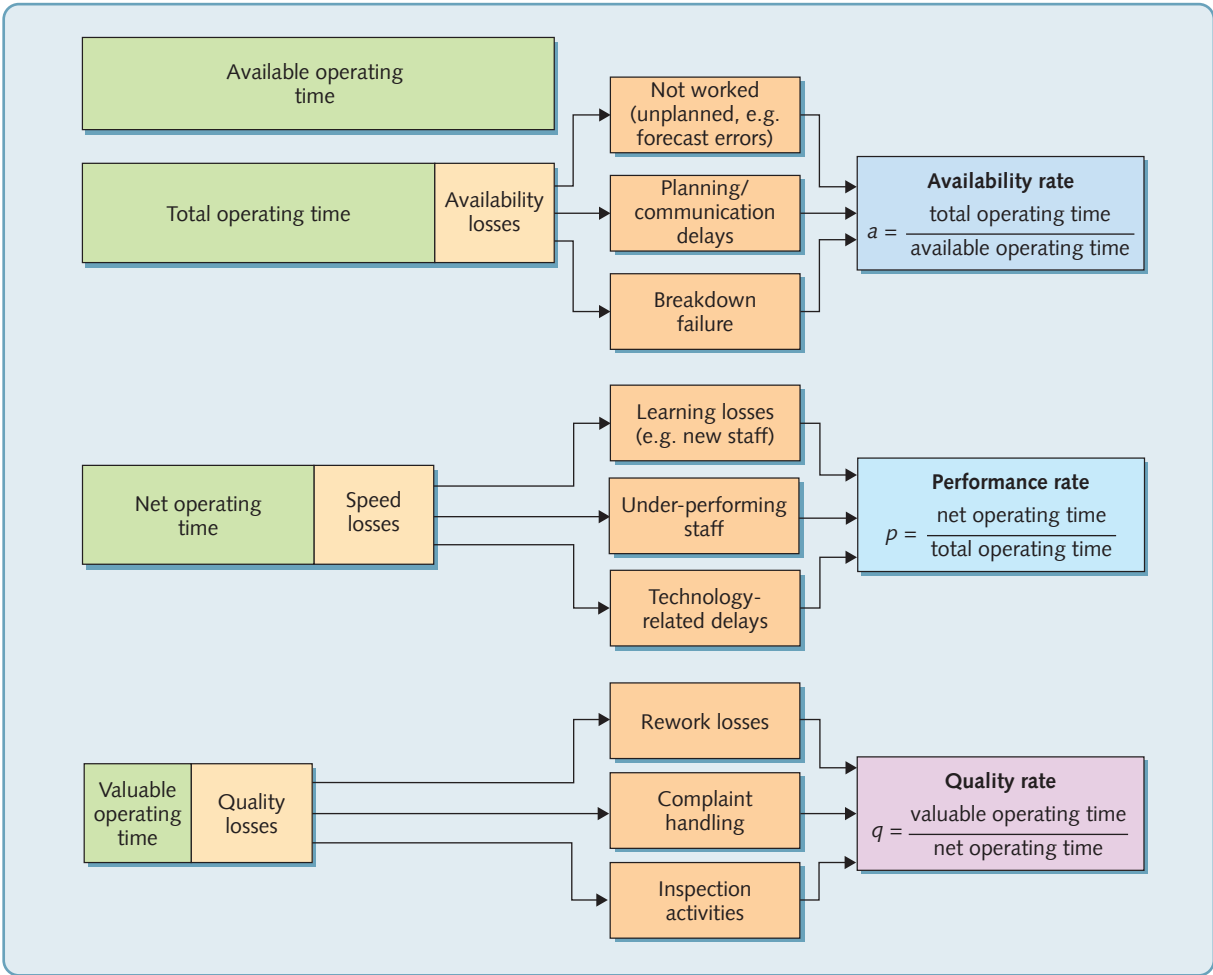 Available operating
time
Total operating time
Availability
losses
Not worked
(unplanned, e.g.
forecast errors)
Planning/
communication
delays
Breakdown
failure
Availability rate
a = total operating time
available operating time
Net operating
time
Speed
losses
Learning losses
(e.g. new staff)
Under-performing
staff
Technology-
related delays
Performance rate
p = net operating time
total operating time
Valuable
operating
time
Quality
losses
Rework losses
Complaint
handling
Inspection
activities
Quality rate
q = valuable operating time
net operating time